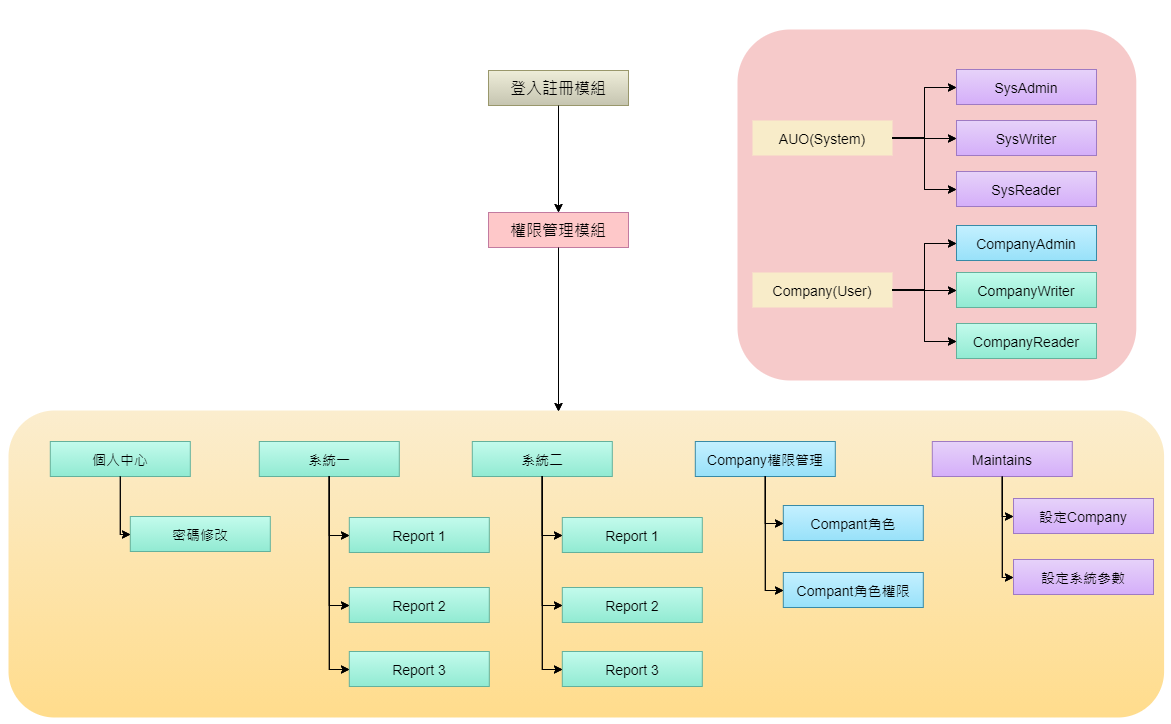 登入註冊模組
權限管理模組
AUO(System)
SysAdmin
SysWriter
SysReader
Company(User)
CompanyAdmin
CompanyWriter
CompanyReader
個人中心
密碼修改
系統一
Report 1
Report 2
Report 3
系統二
Report 1
Report 2
Report 3
Company權限管理
Compant角色
Compant角色權限
Maintains
設定Company
設定系統參數